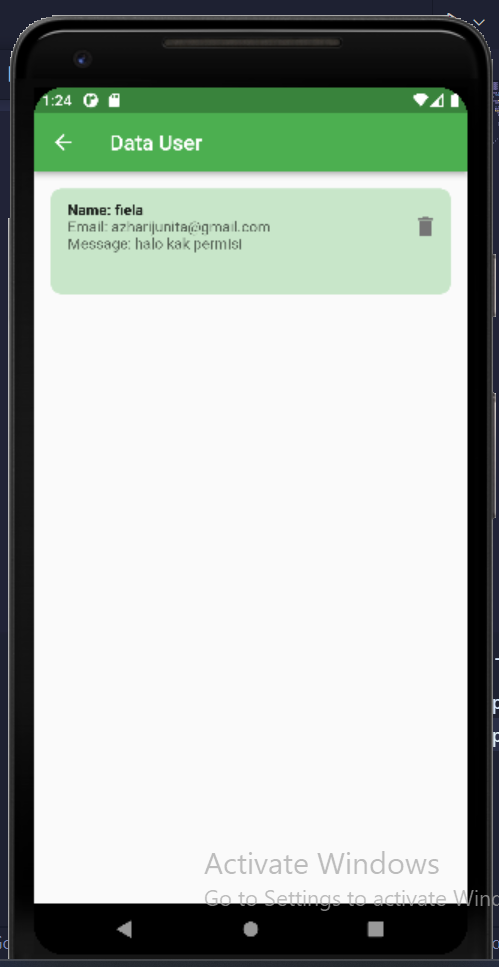 1:24
Data User
Name: fiela
Email: azharijunita@gmail.com
Message: halo kak permisi
Activate Windows
Go to Settings to activate Wind